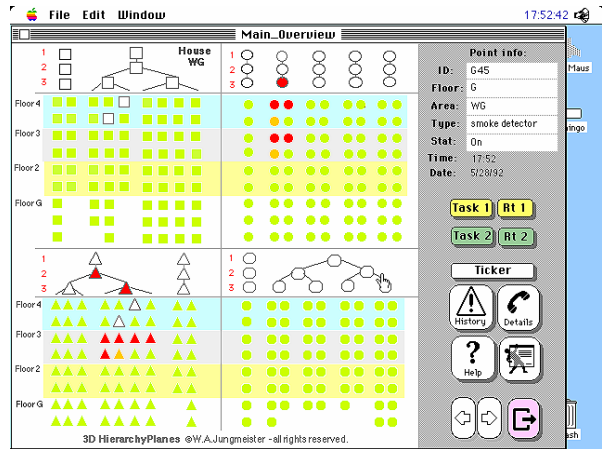 File Edit Window
17:52:42
Main_Overview
House
WG
1
2
3
1
2
3
Floor 4
Floor 3
Floor 2
Floor G
1
2
3
1
2
3
Floor 4
Floor 3
Floor 2
Floor G
3D HierarchyPlanes ©W.A.Jungmeister - all rights reserved.
Point info:
ID: G45
Floor: G
Area: WG
Type: smoke detector
Stat: On
Time: 17:52
Date: 5/28/92
Task 1 Rt 1
Task 2 Rt 2
Ticker
History Details
Help
Maus
ingo
ash